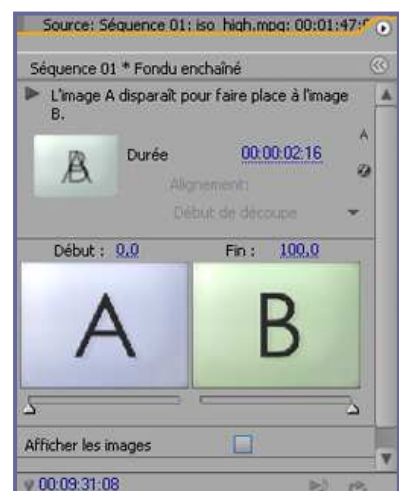 Source: Séquence 01: iso_high.mpg: 00:01:47:
Séquence 01 * Fondu enchaîné
L'image A disparaît pour faire place à l'image
B.
A
Durée 00:00:02:16
Alignement:
Début de découpe
Début : 0,0 Fin : 100,0
A B
Afficher les images
00:09:31:08